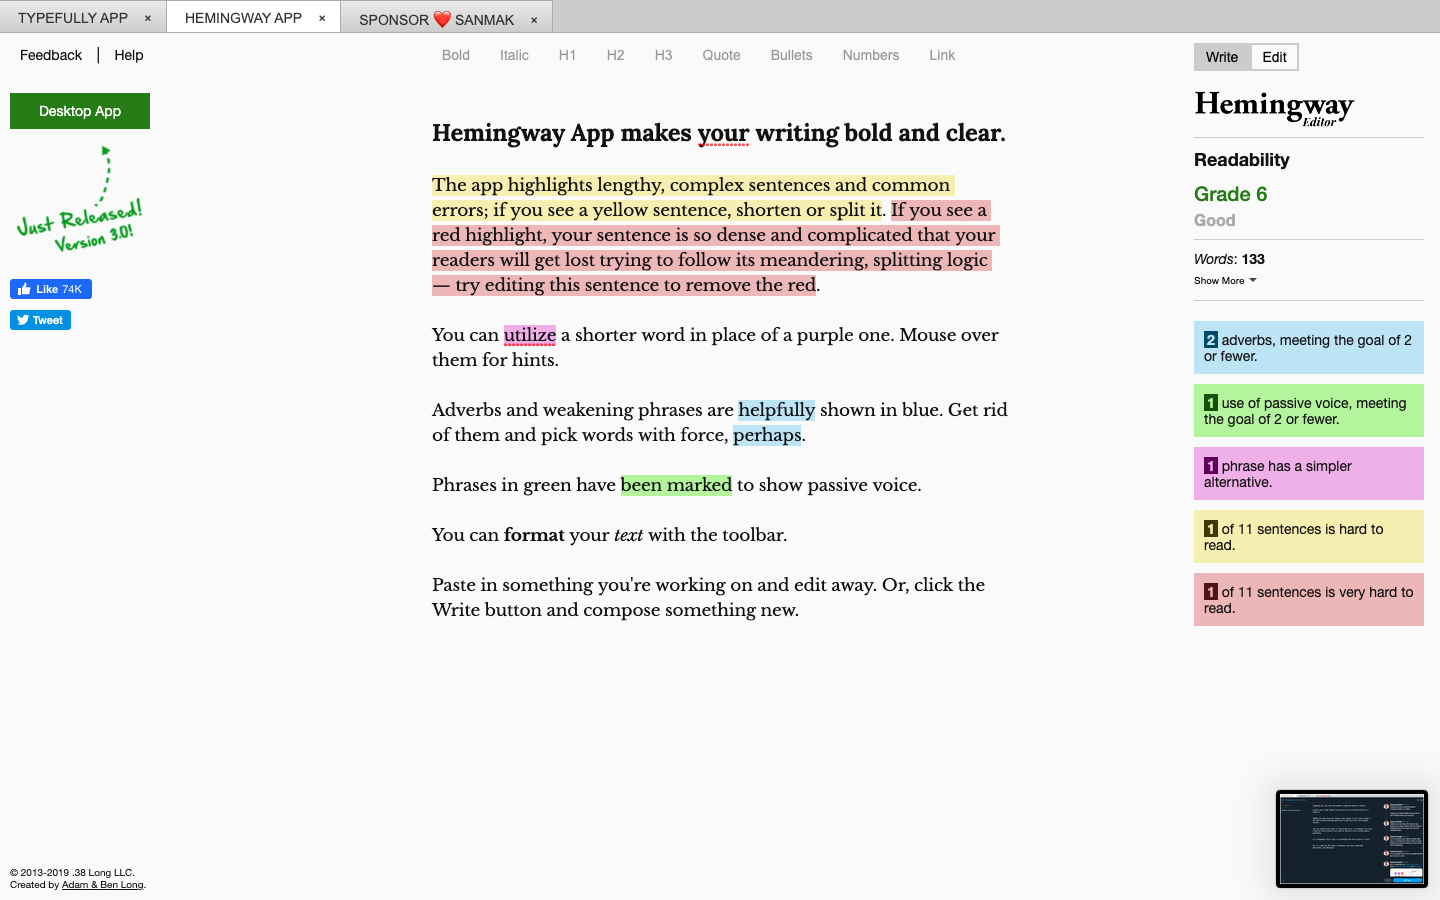 TYPEFULLY APP ×
HEMINGWAY APP ×
SPONSOR ❤️ SANMAK ×
Feedback | Help
Bold Italic H1 H2 H3 Quote Bullets Numbers Link
Write Edit
Desktop App
Just Released!
Version 3.0!
Like 74K
Tweet
Hemingway App makes your writing bold and clear.
The app highlights lengthy, complex sentences and common
errors; if you see a yellow sentence, shorten or split it. If you see a
red highlight, your sentence is so dense and complicated that your
readers will get lost trying to follow its meandering, splitting logic
— try editing this sentence to remove the red.
You can utilize a shorter word in place of a purple one. Mouse over
them for hints.
Adverbs and weakening phrases are helpfully shown in blue. Get rid
of them and pick words with force, perhaps.
Phrases in green have been marked to show passive voice.
You can format your text with the toolbar.
Paste in something you're working on and edit away. Or, click the
Write button and compose something new.
Hemingway
Editor
Readability
Grade 6
Good
Words: 133
Show More
2 adverbs, meeting the goal of 2
or fewer.
1 use of passive voice, meeting
the goal of 2 or fewer.
1 phrase has a simpler
alternative.
1 of 11 sentences is hard to
read.
1 of 11 sentences is very hard to
read.
© 2013-2019 .38 Long LLC.
Created by Adam & Ben Long.